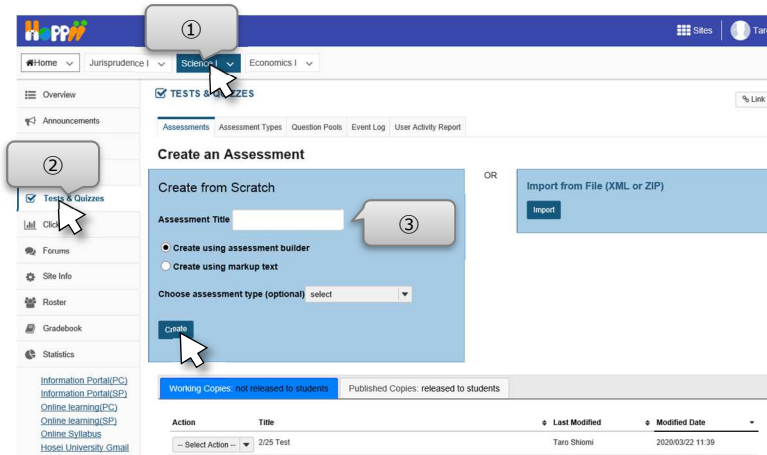 HOPPii
①
Sites
Taro
Home
Jurisprudence I
Science I
Economics I
Overview
TESTS & QUIZZES
Link
Announcements
Assessments Assessment Types Question Pools Event Log User Activity Report
Create an Assessment
②
OR
Create from Scratch
Import from File (XML or ZIP)
Tests & Quizzes
Import
Assessment Title
③
Forums
Create using assessment builder
Create using markup text
Site Info
Choose assessment type (optional) select
Roster
Gradebook
Create
Statistics
Information Portal(PC)
Information Portal(SP)
Online learning(PC)
Online learning(SP)
Online Syllabus
Hosei University Gmail
Working Copies: not released to students
Published Copies: released to students
Action Title Last Modified Modified Date
-- Select Action -- 2/25 Test Taro Shiomi 2020/03/22 11:39